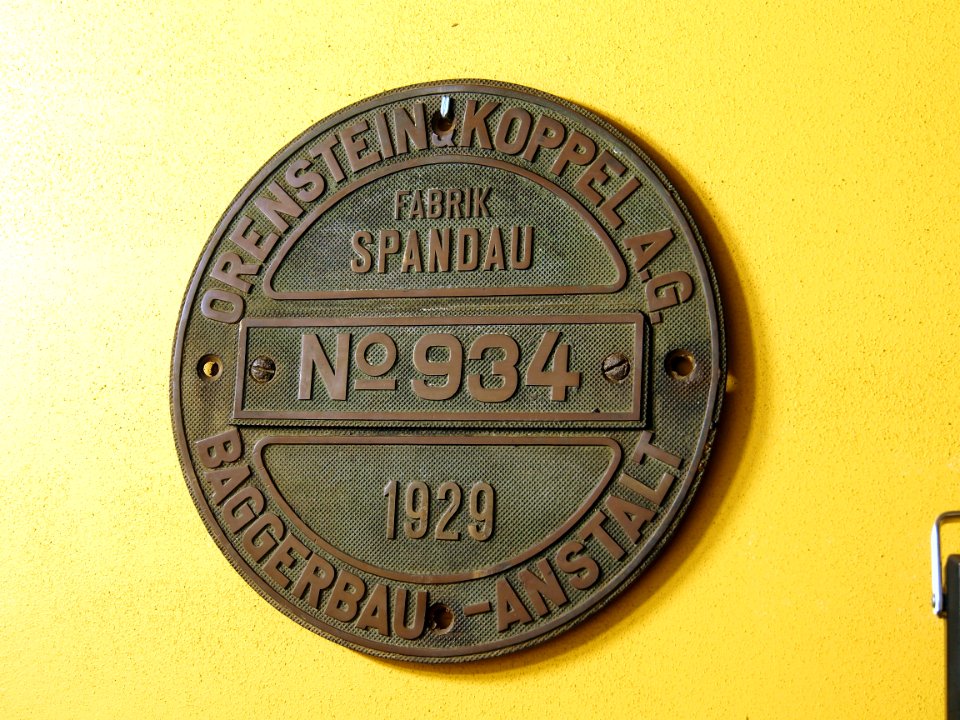 ORENSTEIN & KOPPEL A.G.
FABRIK
SPANDAU
No 934
1929
BAGGERBAU-ANSTALT